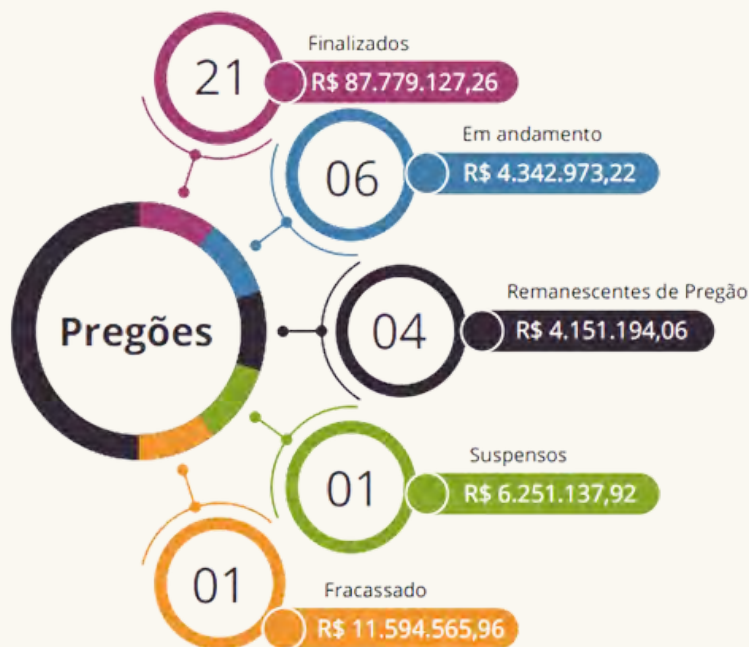 Finalizados
21
R$ 87.779.127,26
Em andamento
06
R$ 4.342.973,22
Remanescentes de Pregão
Pregões
04
R$ 4.151.194,06
Suspensos
01
R$ 6.251.137,92
Fracassado
01
R$ 11.594.565,96